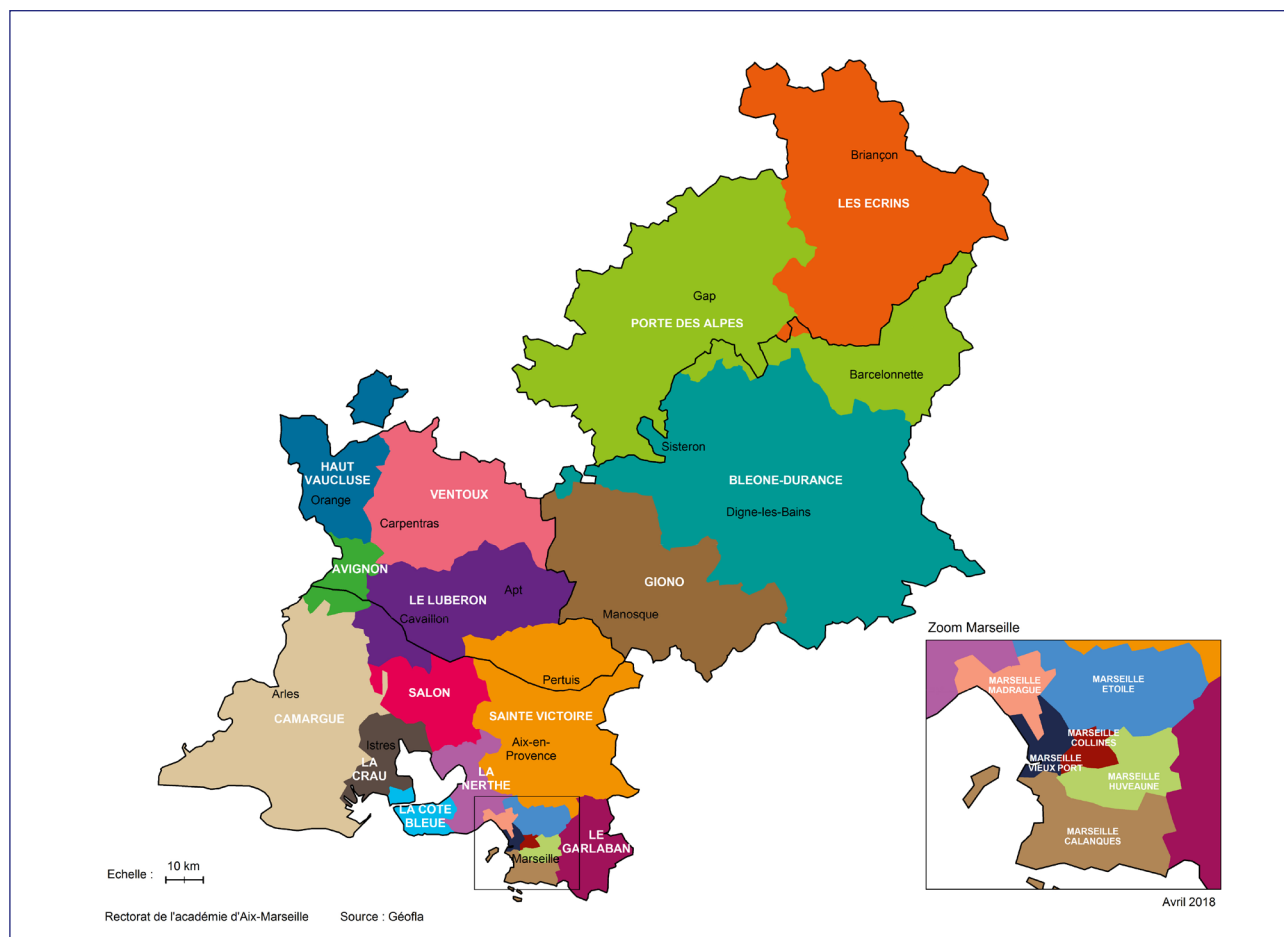 Briançon
LES ECRINS
Gap
PORTE DES ALPES
Barcelonnette
Sisteron
HAUT
VAUCLUSE
Orange
VENTOUX
Carpentras
BLEONE-DURANCE
Digne-les-Bains
AVIGNON
LE LUBERON
Apt
Cavaillon
GIONO
Manosque
Zoom Marseille
Pertuis
SALON
Arles
CAMARGUE
SAINTE VICTOIRE
Istres
Aix-en-
Provence
LA
CRAU
LA
NERTHE
LA COTE
BLEUE
LE
GARLABAN
Marseille
MARSEILLE
MADRAGUE
MARSEILLE
ETOILE
MARSEILLE
COLLINES
MARSEILLE
VIEUX PORT
MARSEILLE
HUVEAUNE
MARSEILLE
CALANQUES
Echelle :
10 km
Rectorat de l'académie d'Aix-Marseille
Source : Géofla
Avril 2018